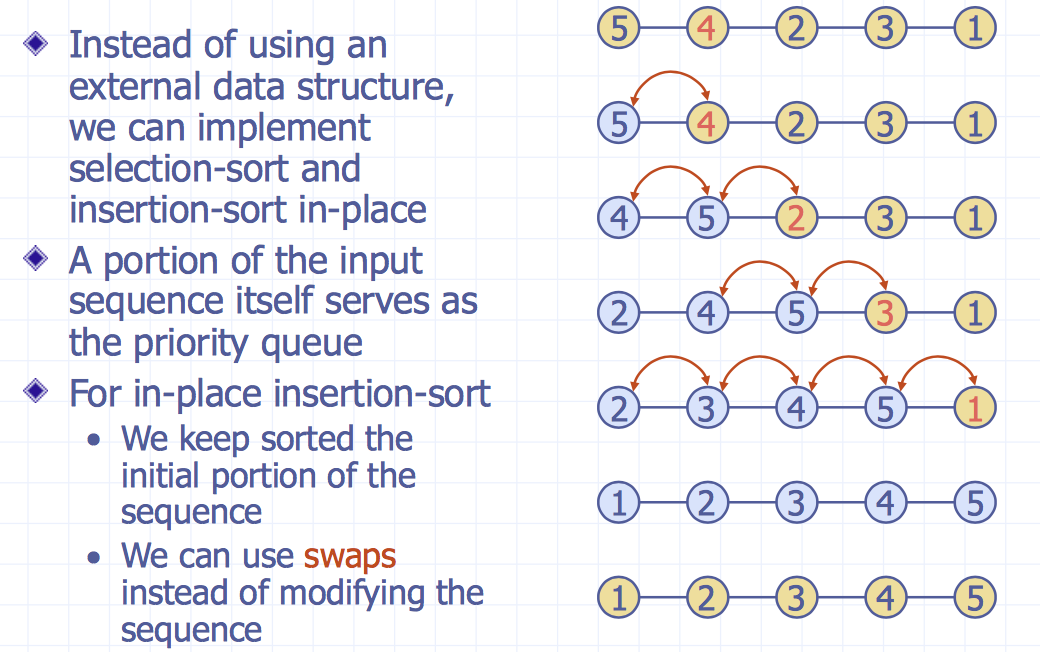 Instead of using an
external data structure,
we can implement
selection-sort and
insertion-sort in-place
A portion of the input
sequence itself serves as
the priority queue
For in-place insertion-sort
We keep sorted the
initial portion of the
sequence
We can use swaps
instead of modifying the
sequence
5 4 2 3 1
5 4 2 3 1
4 5 2 3 1
2 4 5 3 1
2 3 4 5 1
1 2 3 4 5
1 2 3 4 5